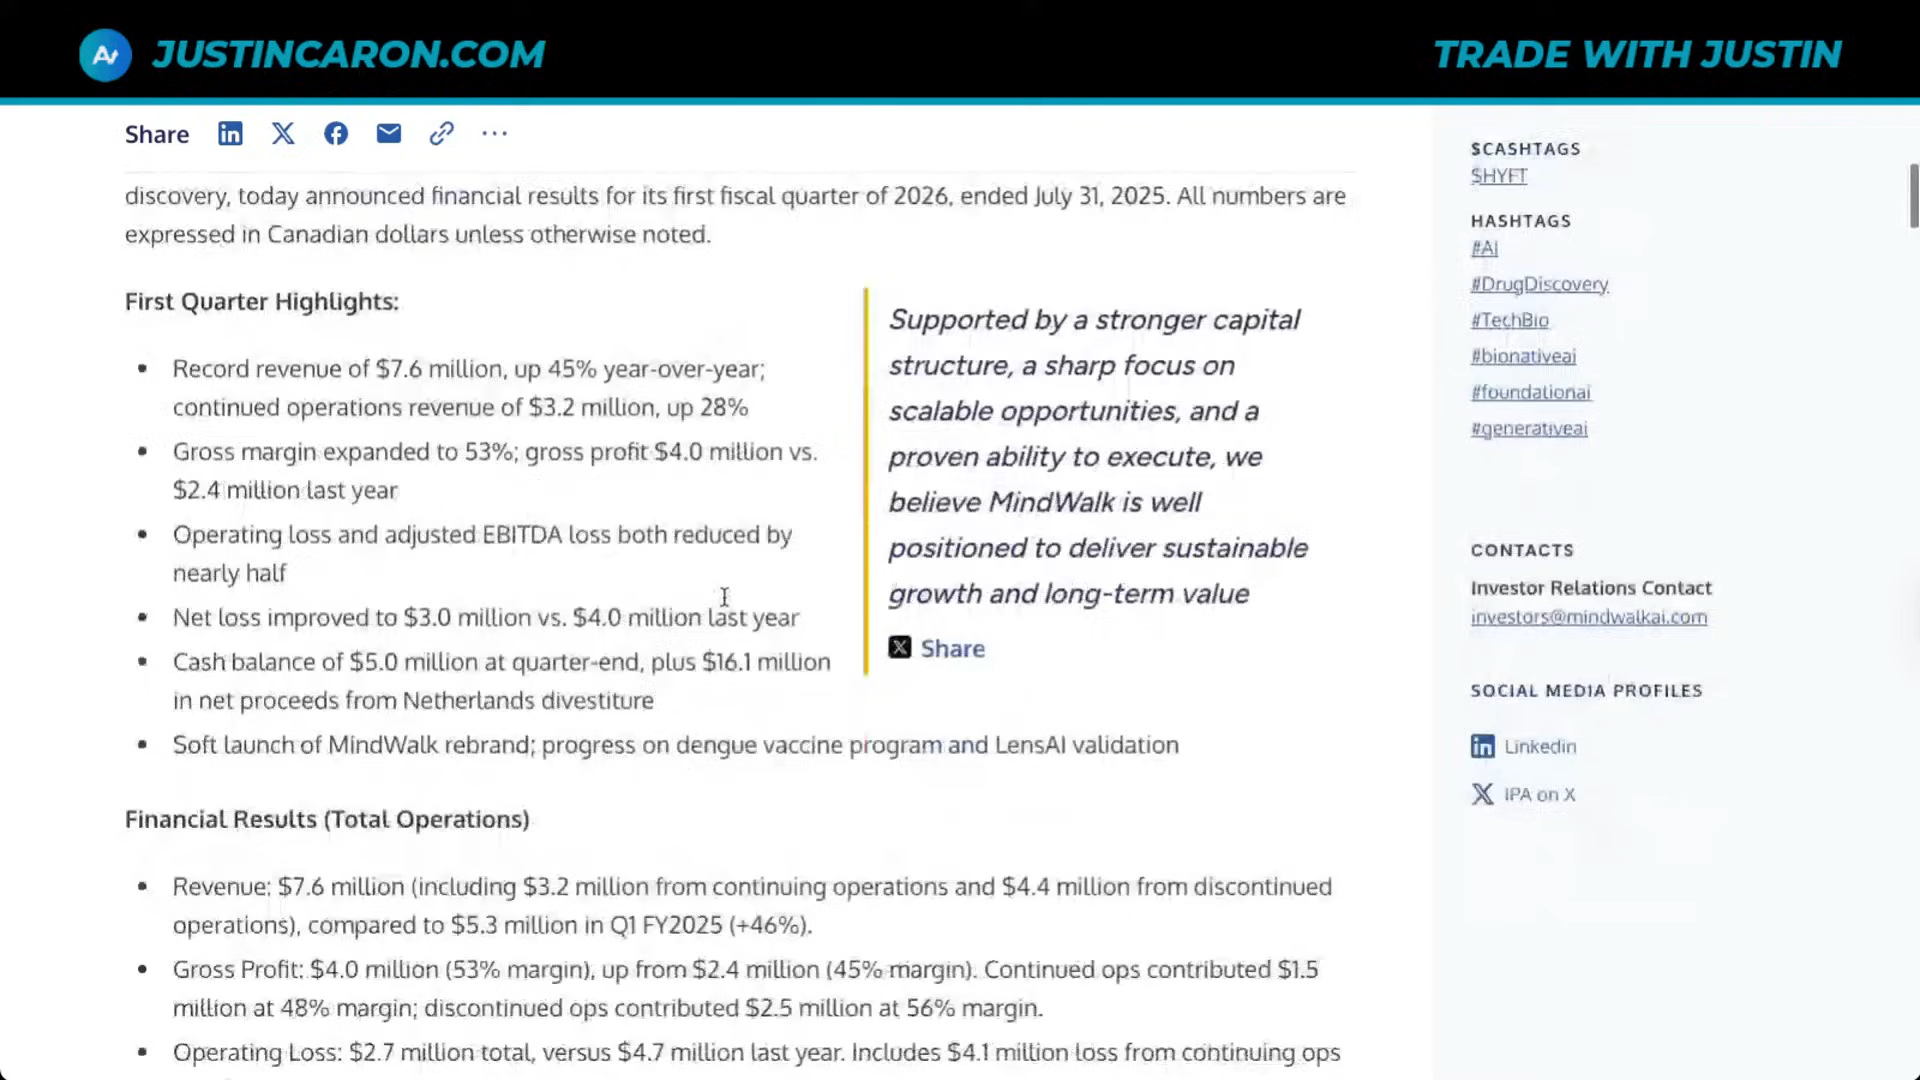 JUSTINCARON.COM
TRADE WITH JUSTIN
Share
discovery, today announced financial results for its first fiscal quarter of 2026, ended July 31, 2025. All numbers are
expressed in Canadian dollars unless otherwise noted.
First Quarter Highlights:
• Record revenue of $7.6 million, up 45% year-over-year;
continued operations revenue of $3.2 million, up 28%
• Gross margin expanded to 53%; gross profit $4.0 million vs.
$2.4 million last year
• Operating loss and adjusted EBITDA loss both reduced by
nearly half
• Net loss improved to $3.0 million vs. $4.0 million last year
• Cash balance of $5.0 million at quarter-end, plus $16.1 million
in net proceeds from Netherlands divestiture
• Soft launch of MindWalk rebrand; progress on dengue vaccine program and LensAI validation
Supported by a stronger capital
structure, a sharp focus on
scalable opportunities, and a
proven ability to execute, we
believe MindWalk is well
positioned to deliver sustainable
growth and long-term value
Share
Financial Results (Total Operations)
• Revenue: $7.6 million (including $3.2 million from continuing operations and $4.4 million from discontinued
operations), compared to $5.3 million in Q1 FY2025 (+46%).
• Gross Profit: $4.0 million (53% margin), up from $2.4 million (45% margin). Continued ops contributed $1.5
million at 48% margin; discontinued ops contributed $2.5 million at 56% margin.
• Operating Loss: $2.7 million total, versus $4.7 million last year. Includes $4.1 million loss from continuing ops
$CASHTAGS
$HYFT
HASHTAGS
#AI
#DrugDiscovery
#TechBio
#bionativeai
#foundationai
#generativeai
CONTACTS
Investor Relations Contact
investors@mindwalkai.com
SOCIAL MEDIA PROFILES
Linkedin
IPA on X